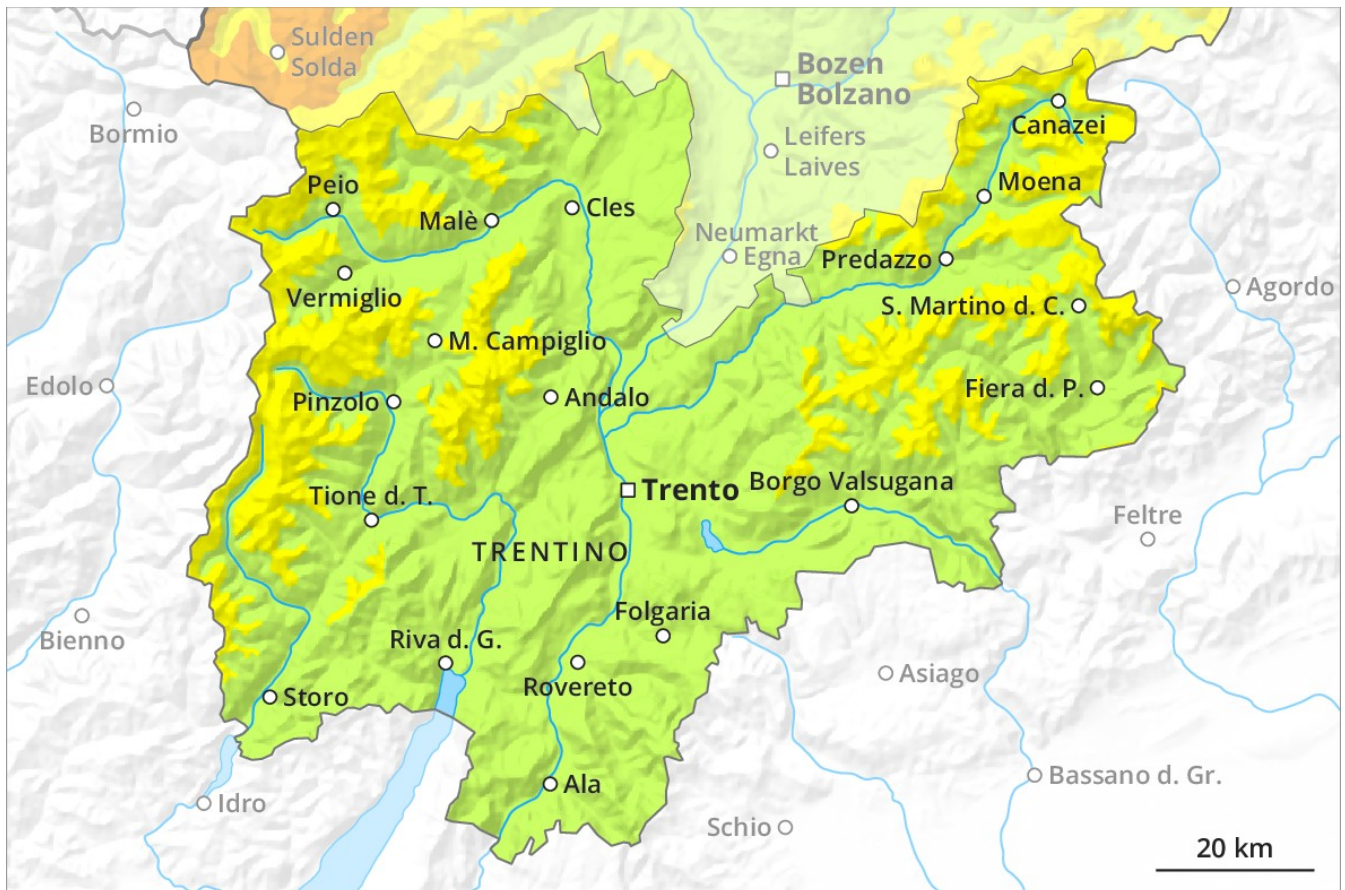 Sulden
Solda
Bozen
Bolzano
Bormio
Canazei
Leifers
Laives
Peio
Moena
Malè
Cles
Neumarkt
Egna
Predazzo
Vermiglio
Agordo
S. Martino d. C.
M. Campiglio
Edolo
Pinzolo
Andalo
Fiera d. P.
Trento
Borgo Valsugana
Tione d. T.
Feltre
TRENTINO
Folgaria
Bienno
Riva d. G.
Asiago
Rovereto
Storo
Bassano d. Gr.
Ala
Idro
Schio
20 km